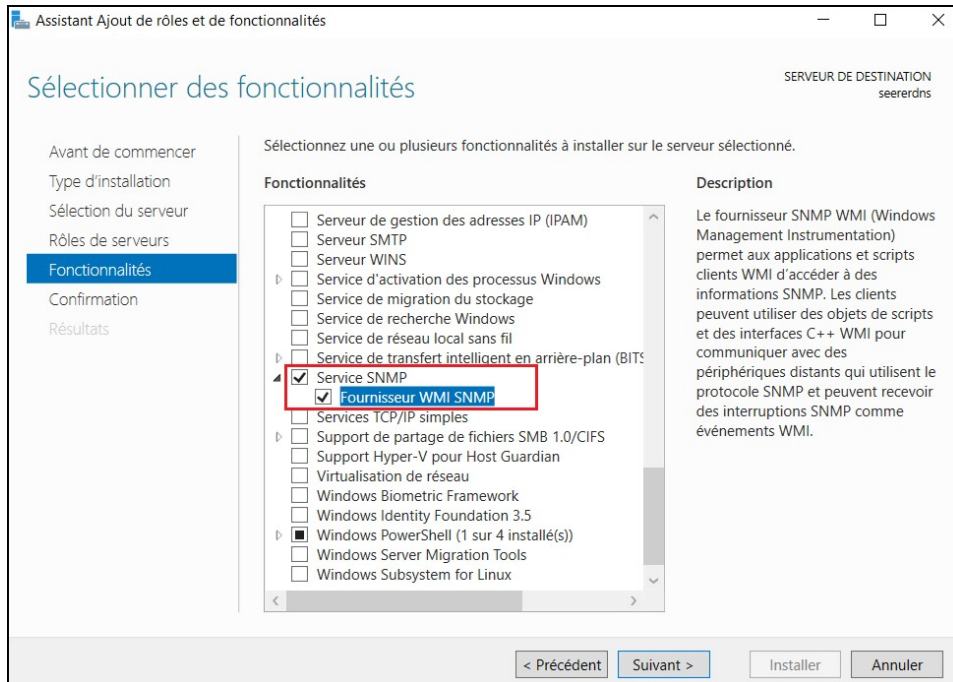 Assistant Ajout de rôles et de fonctionnalités
Sélectionner des fonctionnalités
SERVEUR DE DESTINATION
seererdns
Avant de commencer
Type d'installation
Sélection du serveur
Rôles de serveurs
Fonctionnalités
Confirmation
Résultats
Sélectionnez une ou plusieurs fonctionnalités à installer sur le serveur sélectionné.
Fonctionnalités
Serveur de gestion des adresses IP (IPAM)
Serveur SMTP
Serveur WINS
Service d'activation des processus Windows
Service de migration du stockage
Service de recherche Windows
Service de réseau local sans fil
Service de transfert intelligent en arrière-plan (BITS
Service SNMP
Fournisseur WMI SNMP
Services TCP/IP simples
Support de partage de fichiers SMB 1.0/CIFS
Support Hyper-V pour Host Guardian
Virtualisation de réseau
Windows Biometric Framework
Windows Identity Foundation 3.5
Windows PowerShell (1 sur 4 installé(s))
Windows Server Migration Tools
Windows Subsystem for Linux
Description
Le fournisseur SNMP WMI (Windows
Management Instrumentation)
permet aux applications et scripts
clients WMI d'accéder à des
informations SNMP. Les clients
peuvent utiliser des objets de scripts
et des interfaces C++ WMI pour
communiquer avec des
périphériques distants qui utilisent le
protocole SNMP et peuvent recevoir
des interruptions SNMP comme
événements WMI.
< Précédent
Suivant >
Installer
Annuler